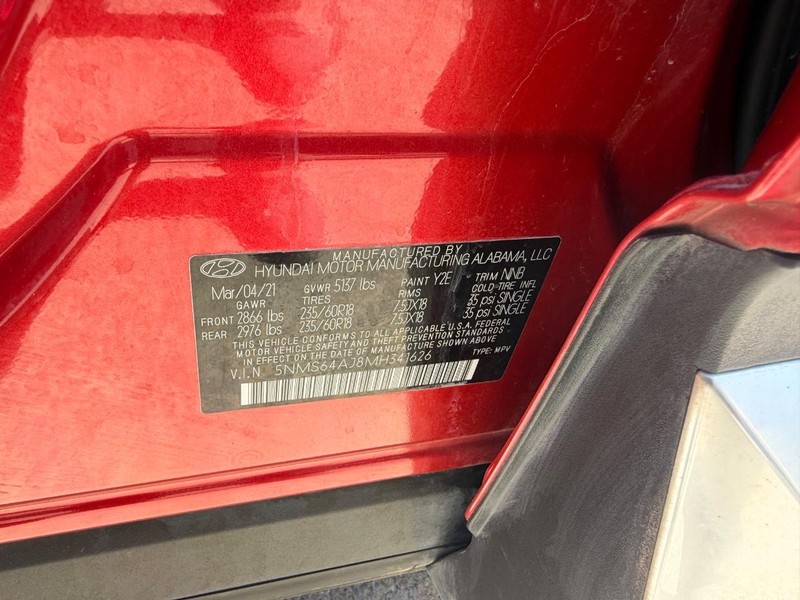 MANUFACTURED BY
HYUNDAI MOTOR MANUFACTURING ALABAMA, LLC
Mar/04/21 GVWR 5137 lbs PAINT Y2E TRIM NNB
GAWR TIRES RIMS COLD TIRE INFL
FRONT 2866 lbs 235/60R18 7.5JX18 35 psi SINGLE
REAR 2976 lbs 235/60R18 7.5JX18 35 psi SINGLE
THIS VEHICLE CONFORMS TO ALL APPLICABLE U.S.A. FEDERAL
MOTOR VEHICLE SAFETY AND THEFT PREVENTION STANDARDS
IN EFFECT ON THE DATE OF MANUFACTURE SHOWN ABOVE.
V.I.N. 5NMS64AJ8MH341626 TYPE: MPV